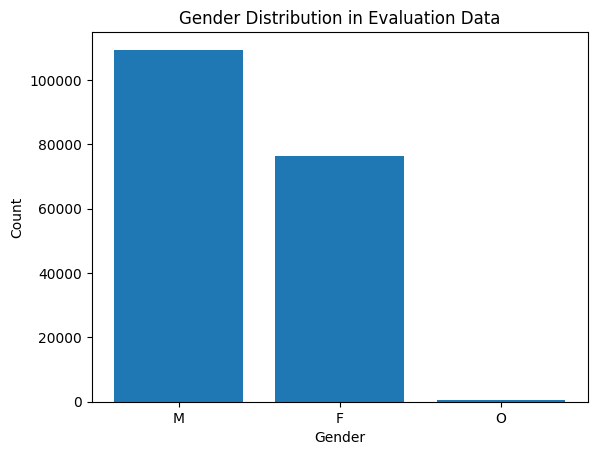 Gender Distribution in Evaluation Data
100000
80000
60000
40000
20000
0
Count
M F O
Gender